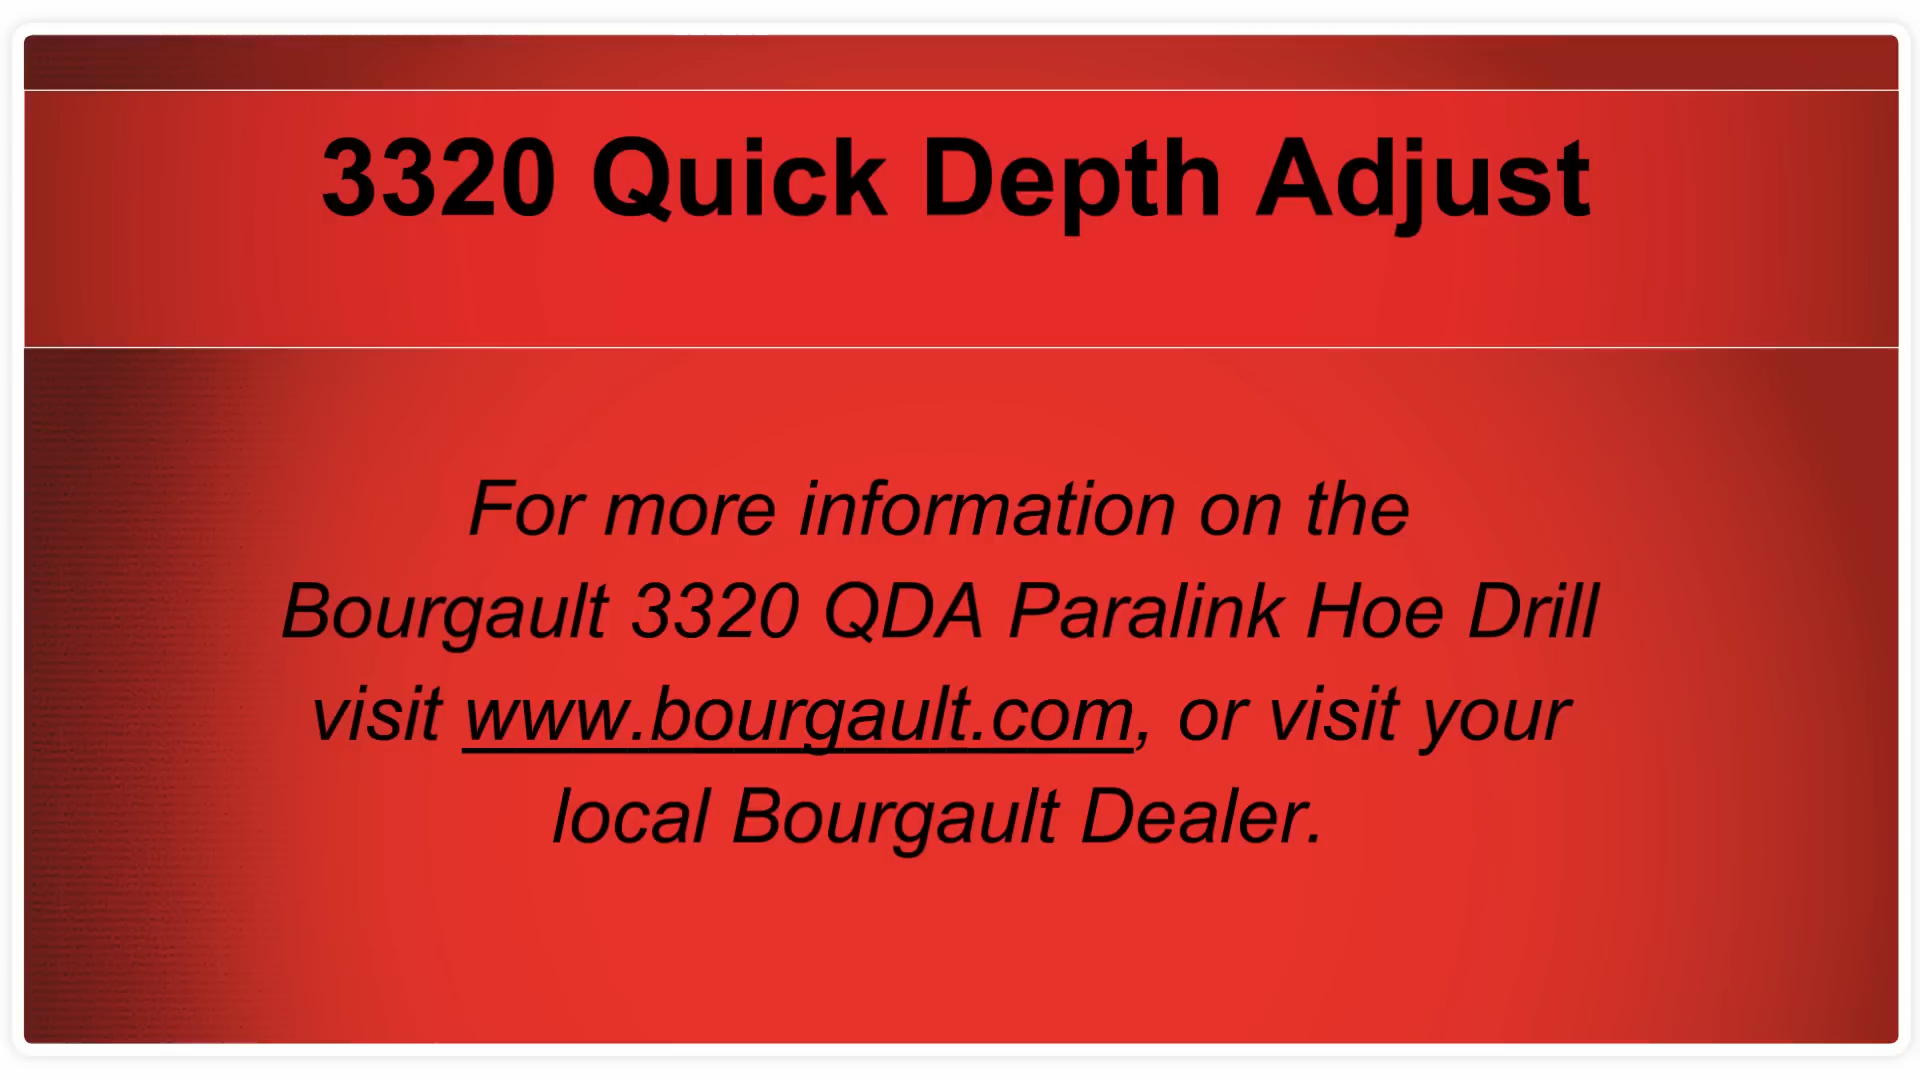 3320 Quick Depth Adjust
For more information on the
Bourgault 3320 QDA Paralink Hoe Drill
visit www.bourgault.com, or visit your
local Bourgault Dealer.